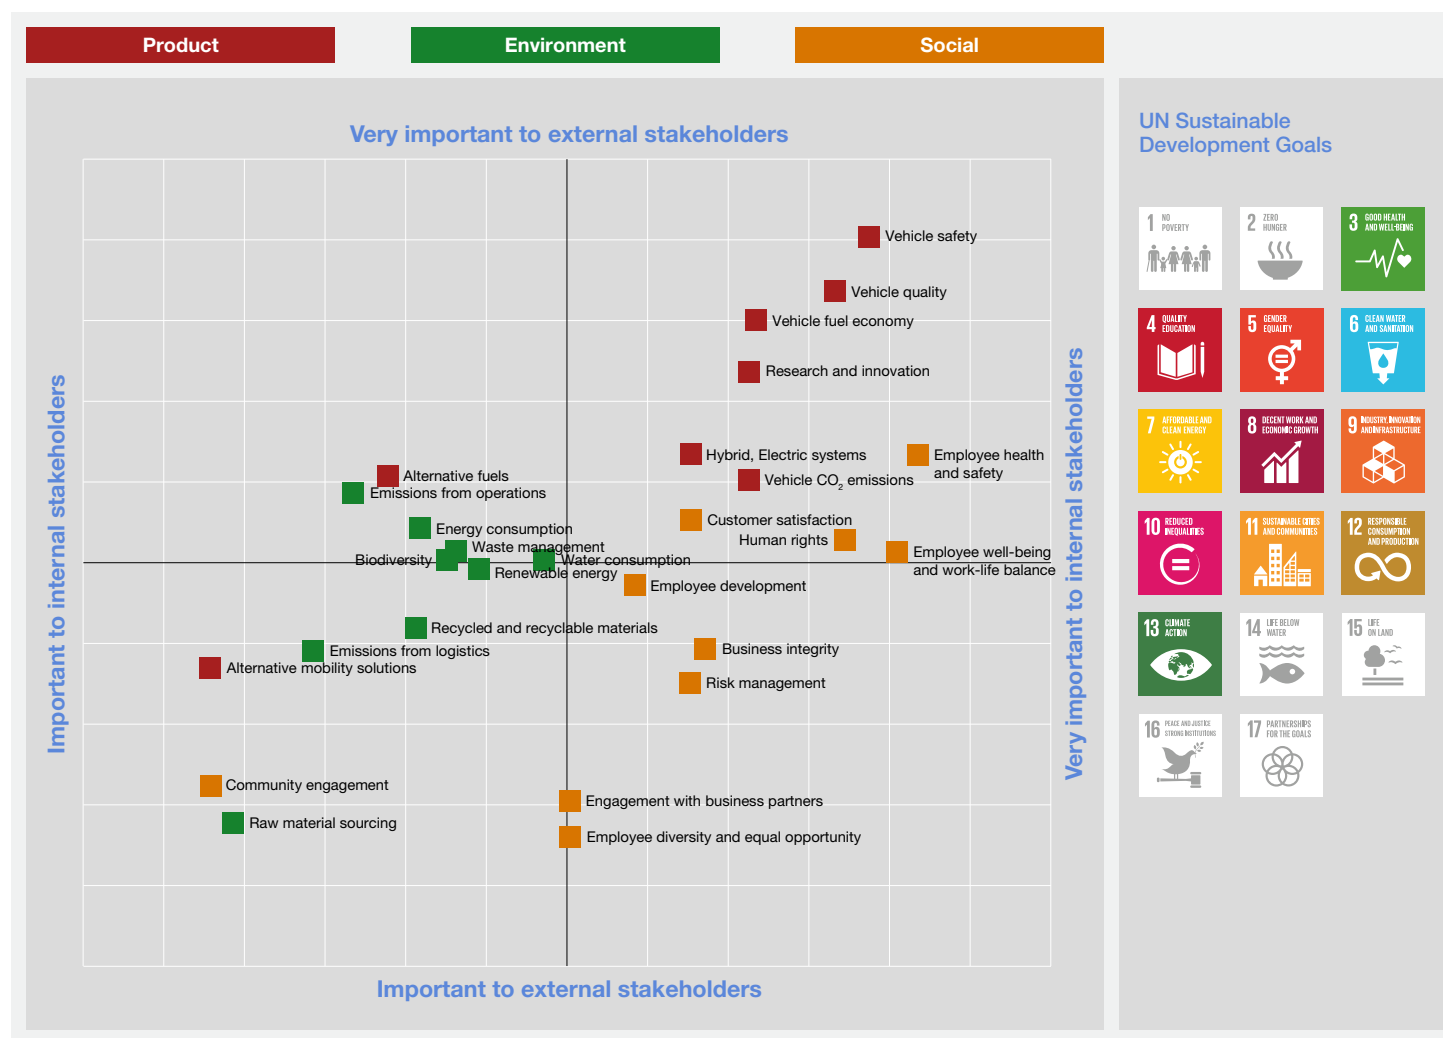 Product
Environment
Social
Very important to external stakeholders
Important to internal stakeholders
Very important to internal stakeholders
Important to external stakeholders
Vehicle safety
Vehicle quality
Vehicle fuel economy
Research and innovation
Hybrid, Electric systems
Employee health
and safety
Alternative fuels
Vehicle CO₂ emissions
Emissions from operations
Customer satisfaction
Energy consumption
Human rights
Waste management
Employee well-being
and work-life balance
Biodiversity
Water consumption
Renewable energy
Employee development
Recycled and recyclable materials
Emissions from logistics
Business integrity
Alternative mobility solutions
Risk management
Community engagement
Engagement with business partners
Raw material sourcing
Employee diversity and equal opportunity
UN Sustainable
Development Goals
1 NO
POVERTY
2 ZERO
HUNGER
3 GOOD HEALTH
AND WELL-BEING
4 QUALITY
EDUCATION
5 GENDER
EQUALITY
6 CLEAN WATER
AND SANITATION
7 AFFORDABLE AND
CLEAN ENERGY
8 DECENT WORK AND
ECONOMIC GROWTH
9 INDUSTRY, INNOVATION
AND INFRASTRUCTURE
10 REDUCED
INEQUALITIES
11 SUSTAINABLE CITIES
AND COMMUNITIES
12 RESPONSIBLE
CONSUMPTION
AND PRODUCTION
13 CLIMATE
ACTION
14 LIFE BELOW
WATER
15 LIFE
ON LAND
16 PEACE AND JUSTICE
STRONG INSTITUTIONS
17 PARTNERSHIPS
FOR THE GOALS